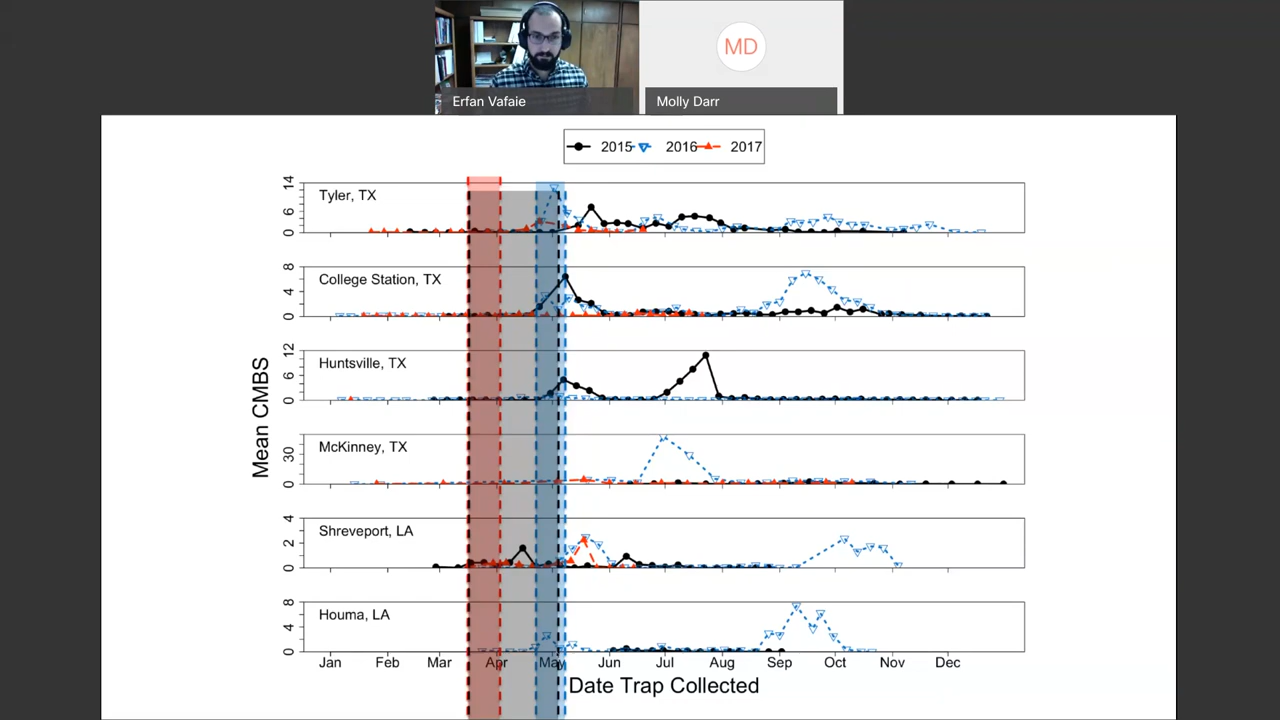 MD
Erfan Vafaie
Molly Darr
2015 2016 2017
Tyler, TX
14
6
0
College Station, TX
8
4
0
Huntsville, TX
12
6
0
McKinney, TX
30
0
Shreveport, LA
4
2
0
Houma, LA
8
4
0
Mean CMBS
Jan Feb Mar Apr May Jun Jul Aug Sep Oct Nov Dec
Date Trap Collected